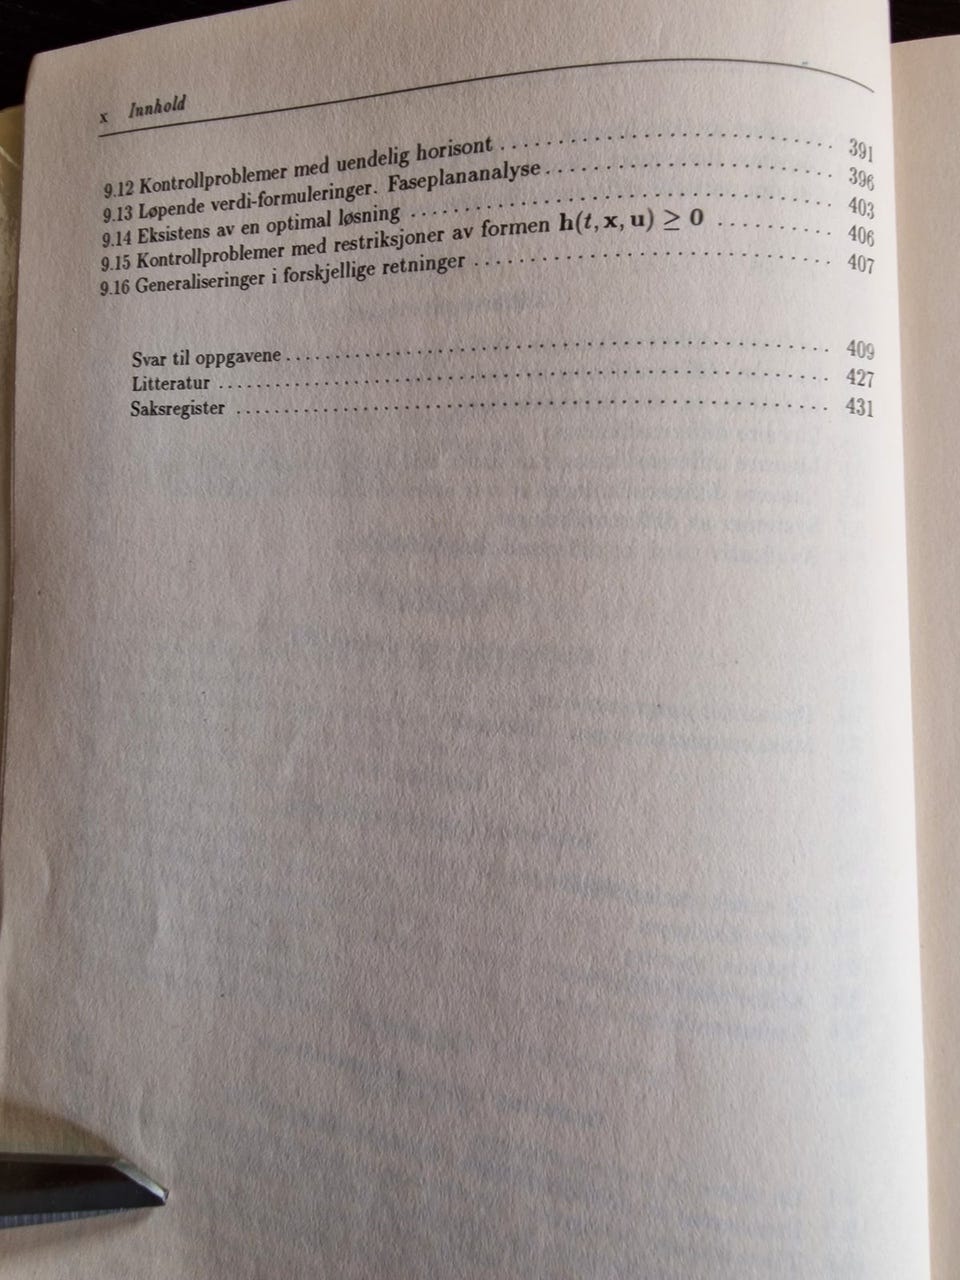 x Innhold
9.12 Kontrollproblemer med uendelig horisont ........................ 391
9.13 Løpende verdi-formuleringer. Faseplananalyse ........................ 396
9.14 Eksistens av en optimal løsning ........................ 403
9.15 Kontrollproblemer med restriksjoner av formen h(t, x, u) ≥ 0 .......... 406
9.16 Generaliseringer i forskjellige retninger ........................ 407
Svar til oppgavene ........................ 409
Litteratur ........................ 427
Saksregister ........................ 431